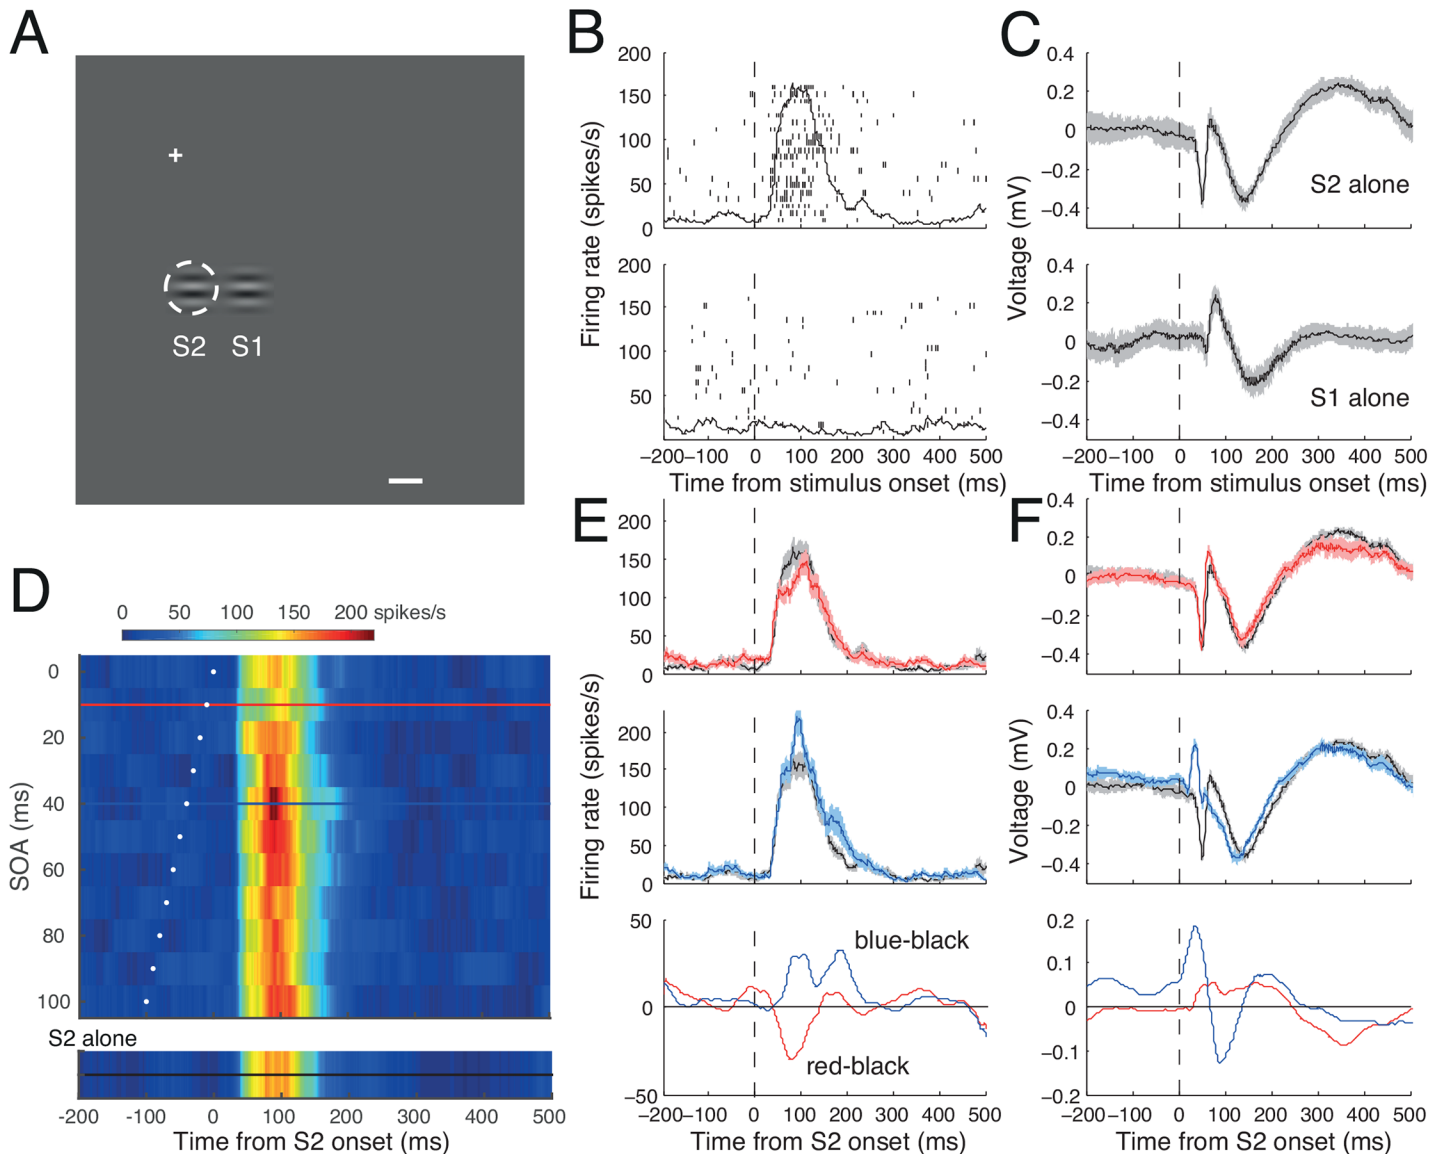 A
+
S2 S1
B
Firing rate (spikes/s)
200
150
100
50
0
200
150
100
50
−200−100 0 100 200 300 400 500
Time from stimulus onset (ms)
C
Voltage (mV)
0.4
0.2
0
−0.2
−0.4
S2 alone
0.4
0.2
0
−0.2
−0.4
S1 alone
−200−100 0 100 200 300 400 500
Time from stimulus onset (ms)
D
0 50 100 150 200 spikes/s
SOA (ms)
0
20
40
60
80
100
S2 alone
-200 -100 0 100 200 300 400 500
Time from S2 onset (ms)
E
Firing rate (spikes/s)
200
150
100
50
0
200
150
100
50
0
50
0
−50
blue-black
red-black
−200−100 0 100 200 300 400 500
Time from S2 onset (ms)
F
Voltage (mV)
0.4
0.2
0
−0.2
−0.4
0.4
0.2
0
−0.2
−0.4
0.2
0.1
0
−0.1
−0.2
−200−100 0 100 200 300 400 500
Time from S2 onset (ms)